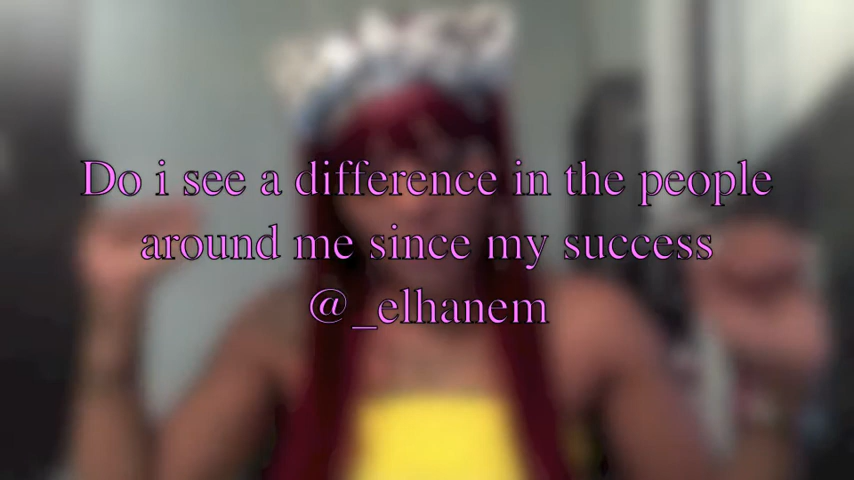 Do i see a difference in the people
around me since my success
@_elhanem